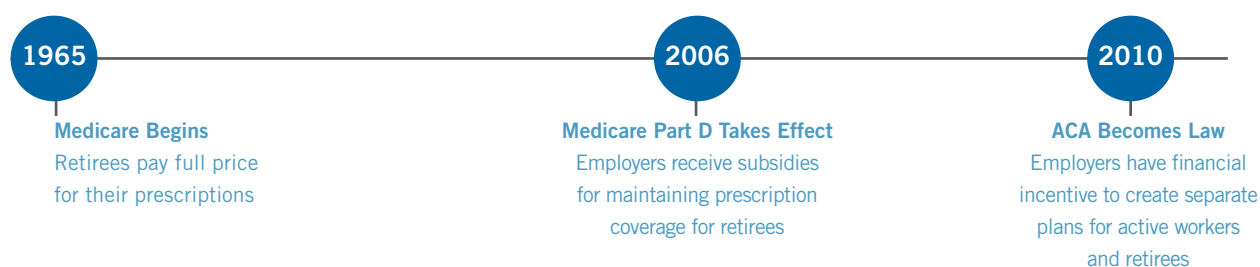 1965
Medicare Begins
Retirees pay full price
for their prescriptions
2006
Medicare Part D Takes Effect
Employers receive subsidies
for maintaining prescription
coverage for retirees
2010
ACA Becomes Law
Employers have financial
incentive to create separate
plans for active workers
and retirees